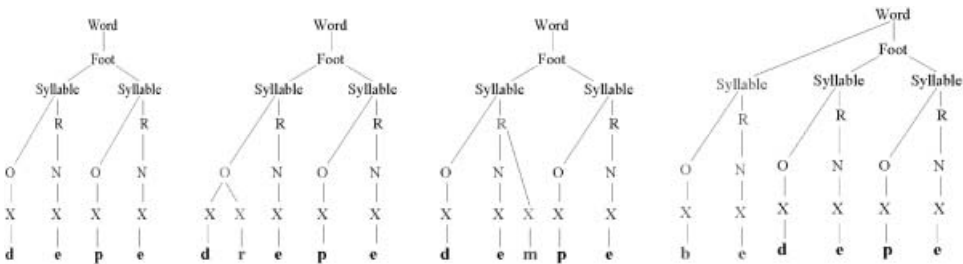 Word
Foot
Syllable Syllable
R R
O N O N
X X X X
d e p e
Word
Foot
Syllable Syllable
R R
O N O N
X X X X X
d r e p e
Word
Foot
Syllable Syllable
R R
O N O N
X X X X X
d e m p e
Word
Foot
Syllable Syllable Syllable
R R R
O N O N O N
X X X X X X
b e d e p e